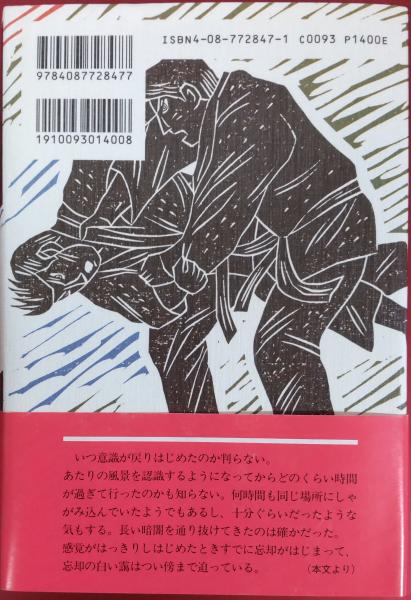 ISBN4-08-772847-1 C0093 P1400E
9784087728477
1910093014008
いつ意識が戻りはじめたのか判らない。
あたりの風景を認識するようになってからどのくらい時間
が過ぎて行ったのかも知らない。何時間も同じ場所にしゃ
がみ込んでいたようでもあるし、十分ぐらいだったような
気もする。長い暗闇を通り抜けてきたのは確かだった。
感覚がはっきりしはじめたときすでに忘却がはじまって、
忘却の白い靄はつい傍まで迫っている。 (本文より)